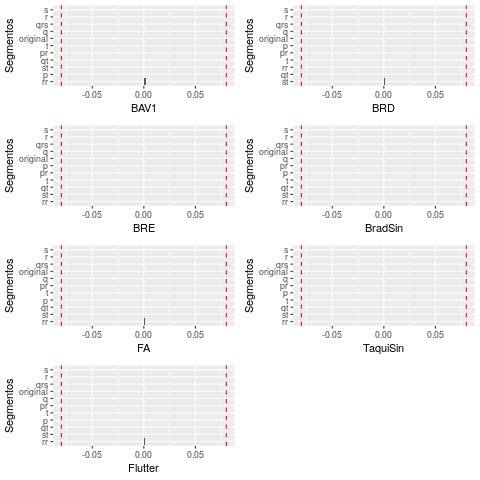 Segmentos
s
r
qrs
q
original
t
pr
qt
st
p
rr
-0.05 0.00 0.05
BAV1
Segmentos
s
r
qrs
q
original
p
pr
t
rr
qt
st
-0.05 0.00 0.05
BRD
Segmentos
s
r
qrs
q
original
p
pr
t
qt
st
rr
-0.05 0.00 0.05
BRE
Segmentos
s
r
qrs
q
original
pr
p
t
qt
st
rr
-0.05 0.00 0.05
BradSin
Segmentos
s
r
qrs
original
q
pr
t
p
qt
st
rr
-0.05 0.00 0.05
FA
Segmentos
s
r
qrs
original
q
pr
p
t
qt
st
rr
-0.05 0.00 0.05
TaquiSin
Segmentos
s
r
qrs
original
q
pr
t
p
qt
st
rr
-0.05 0.00 0.05
Flutter